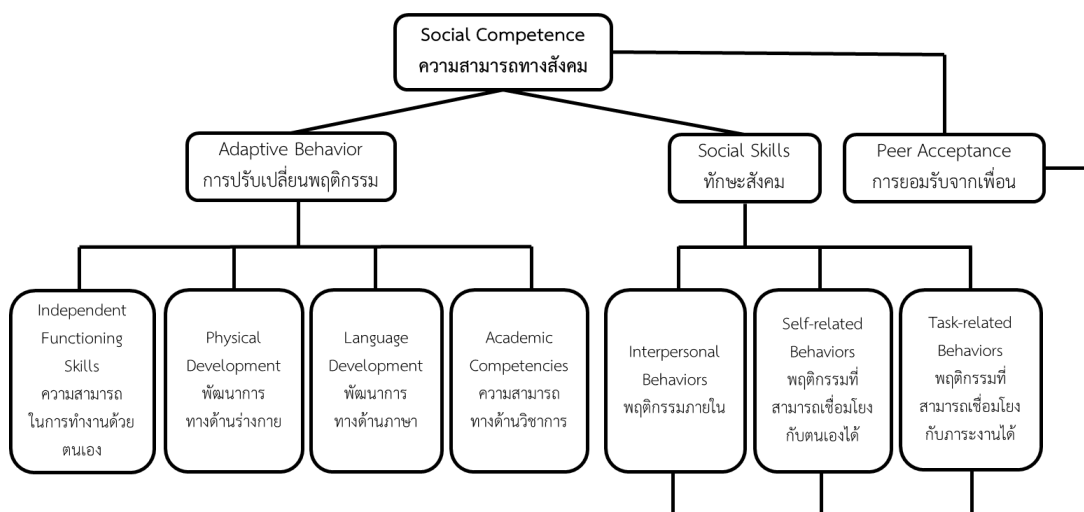 Social Competence
ความสามารถทางสังคม
Adaptive Behavior
การปรับเปลี่ยนพฤติกรรม
Social Skills
ทักษะสังคม
Peer Acceptance
การยอมรับจากเพื่อน
Independent
Functioning
Skills
ความสามารถ
ในการทำงานด้วย
ตนเอง
Physical
Development
พัฒนาการ
ทางด้านร่างกาย
Language
Development
พัฒนาการ
ทางด้านภาษา
Academic
Competencies
ความสามารถ
ทางด้านวิชาการ
Interpersonal
Behaviors
พฤติกรรมภายใน
Self-related
Behaviors
พฤติกรรมที่
สามารถเชื่อมโยง
กับตนเองได้
Task-related
Behaviors
พฤติกรรมที่
สามารถเชื่อมโยง
กับภาระงานได้